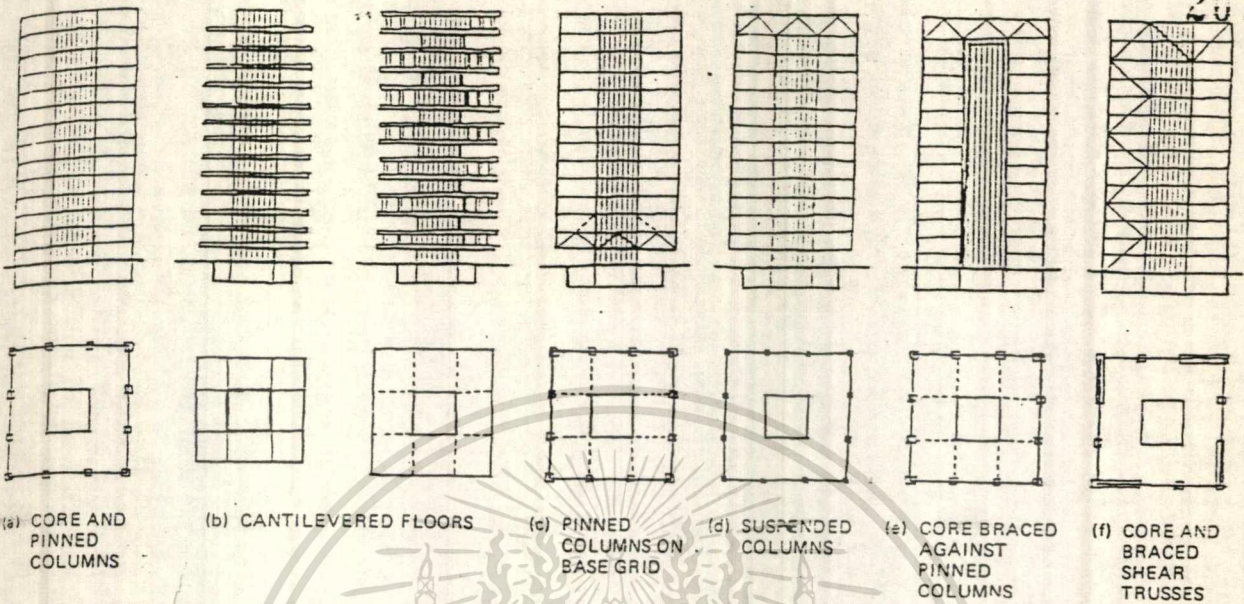 (a) CORE AND
PINNED
COLUMNS
(b) CANTILEVERED FLOORS
(c) PINNED
COLUMNS ON
BASE GRID
(d) SUSPENDED
COLUMNS
(e) CORE BRACED
AGAINST
PINNED
COLUMNS
(f) CORE AND
BRACED
SHEAR
TRUSSES